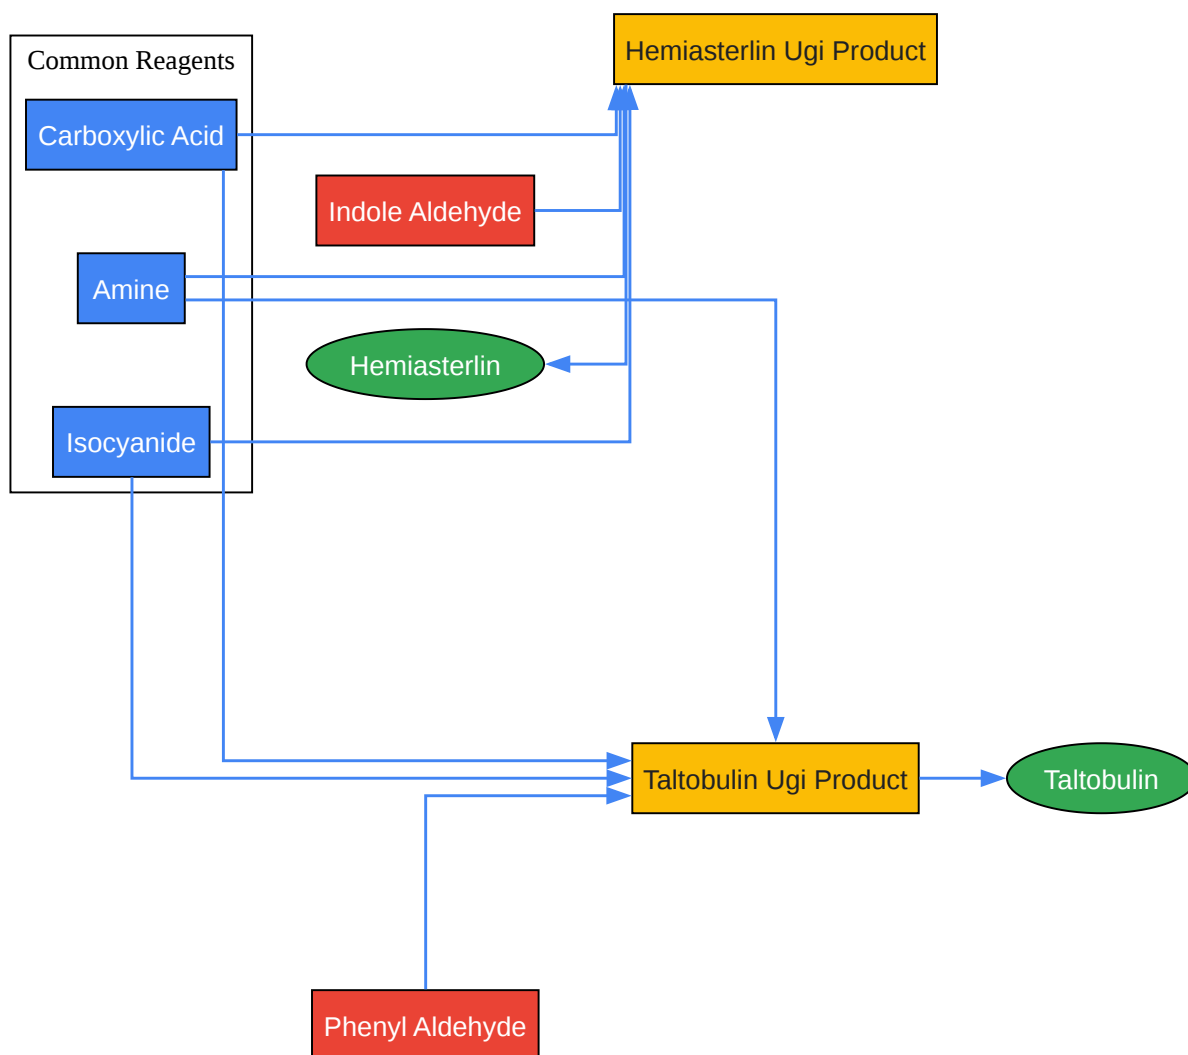 Hemiasterlin Ugi Product
Common Reagents
Carboxylic Acid
Indole Aldehyde
Amine
Hemiasterlin
Isocyanide
Taltobulin Ugi Product
Taltobulin
Phenyl Aldehyde